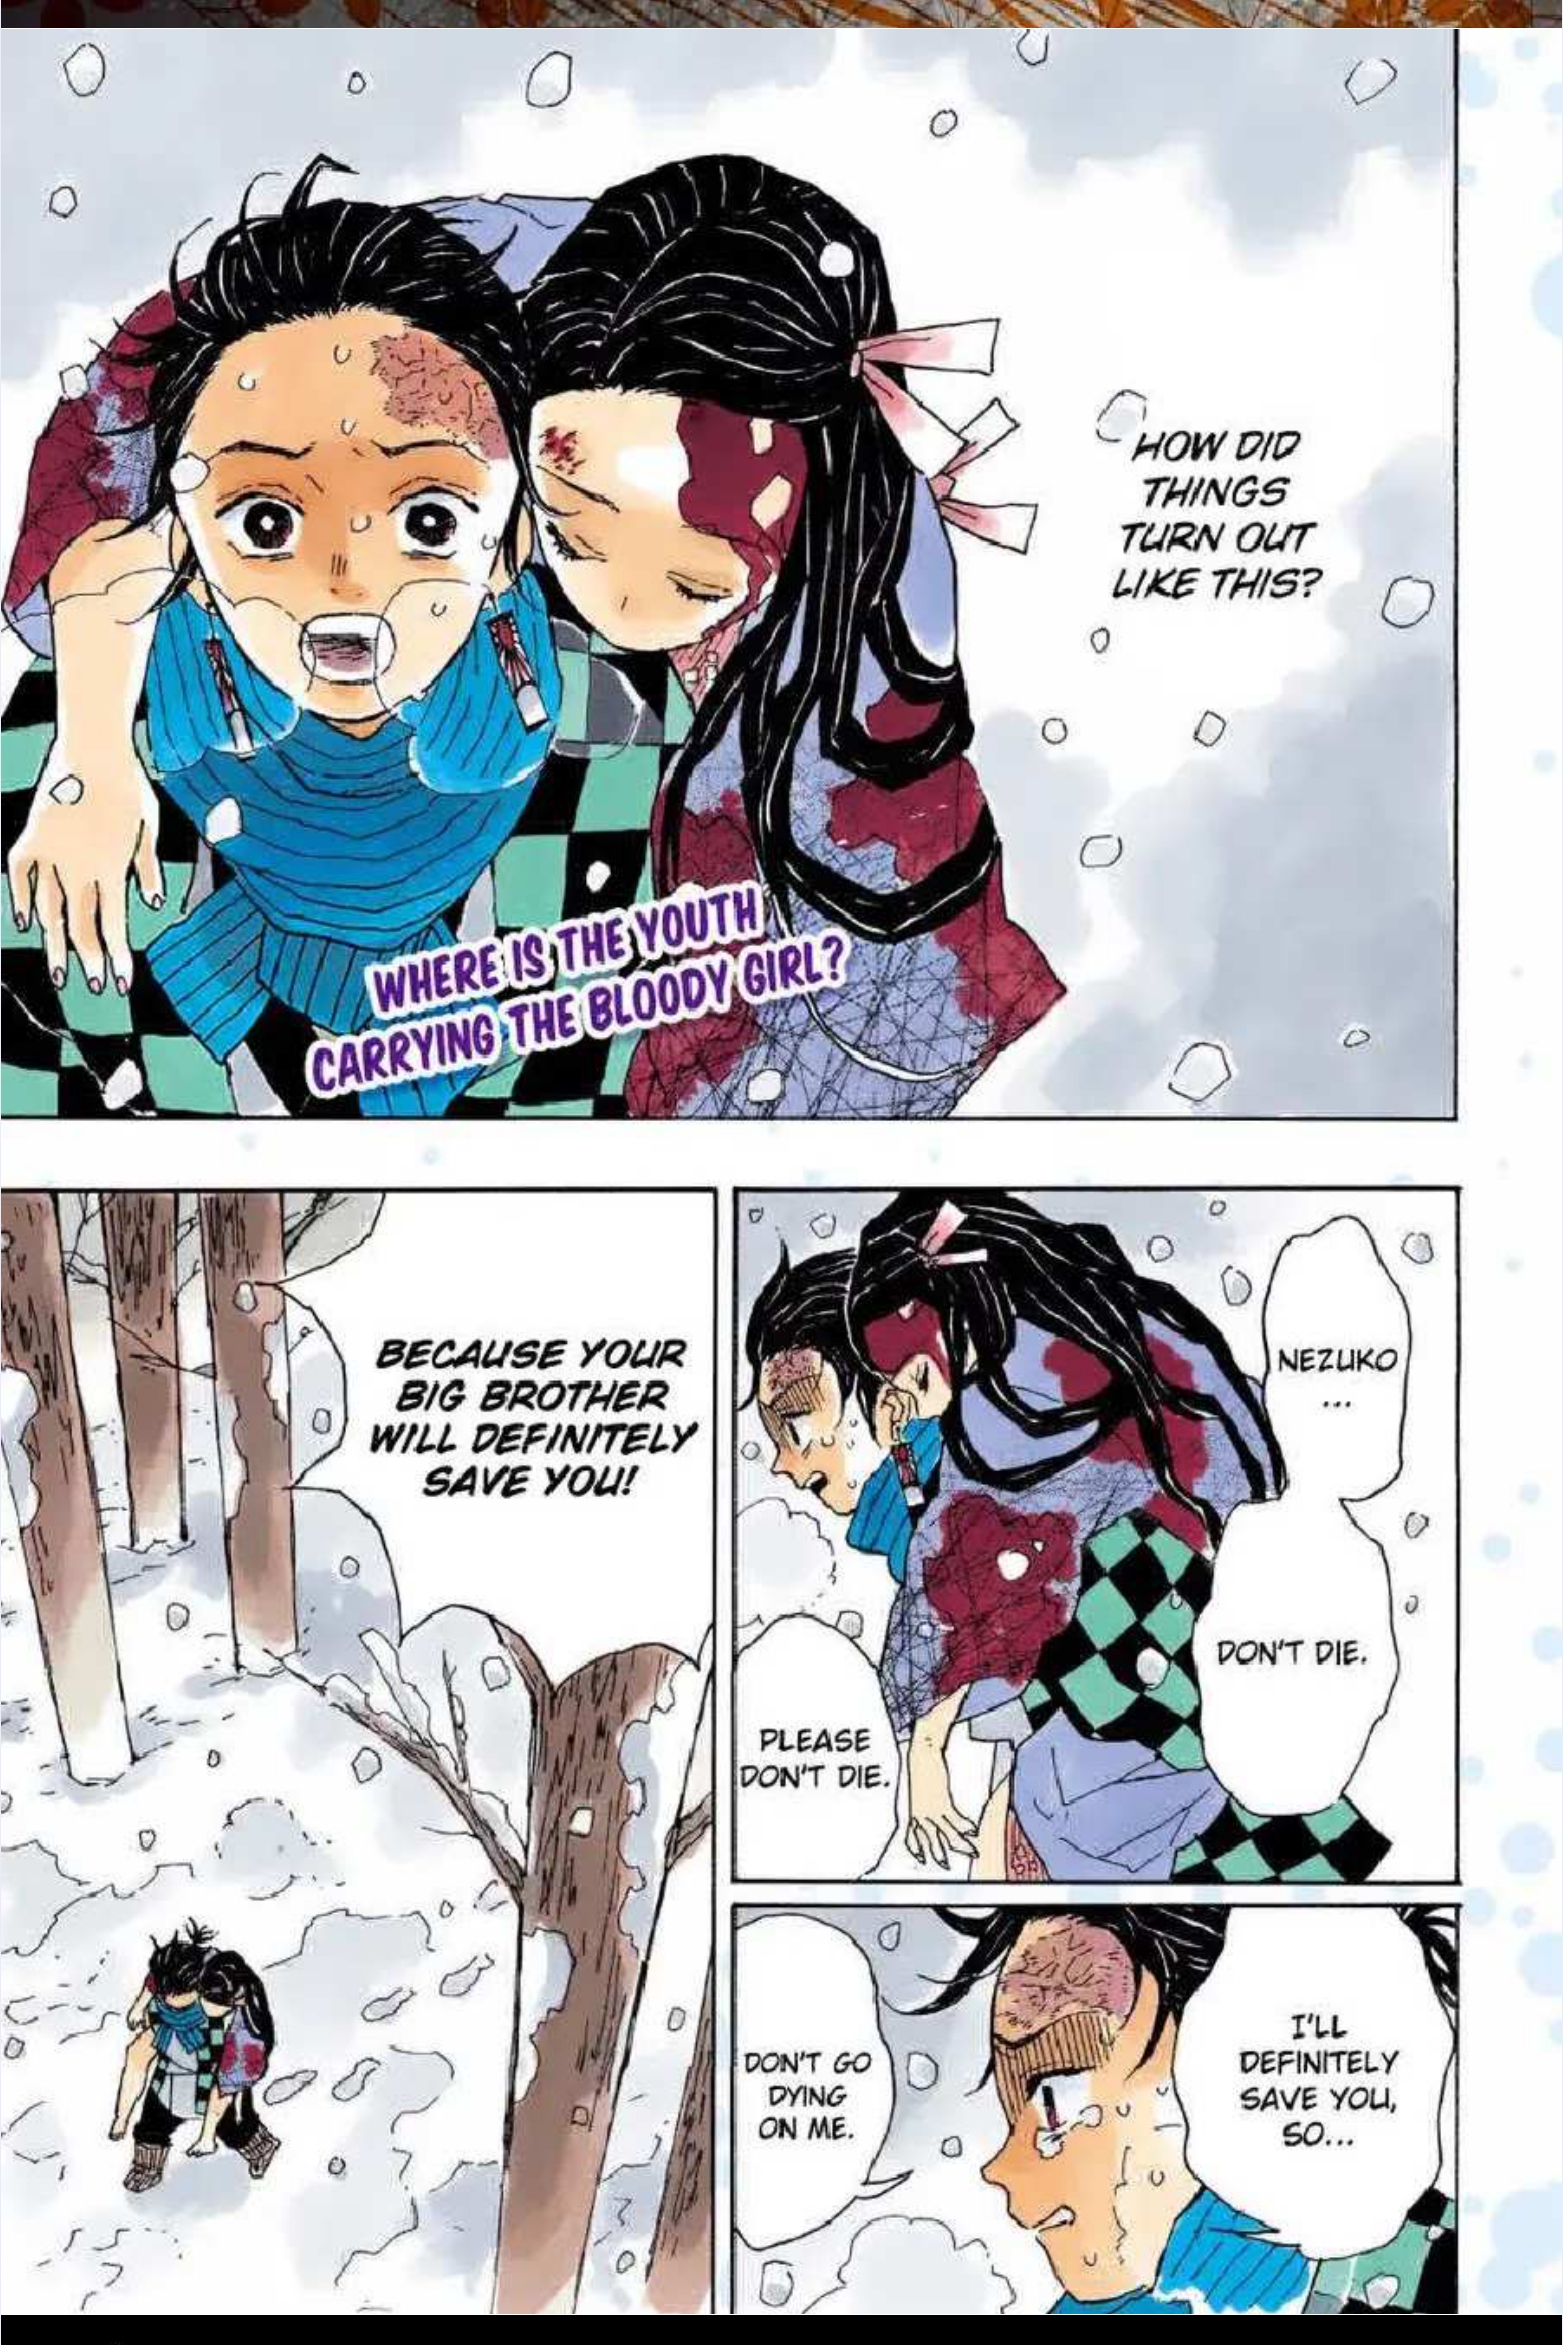 HOW DID
THINGS
TURN OUT
LIKE THIS?
WHERE IS THE YOUTH
CARRYING THE BLOODY GIRL?
NEZUKO
...
DON'T DIE.
PLEASE
DON'T DIE.
I'LL
DEFINITELY
SAVE YOU,
SO...
DON'T GO
DYING
ON ME.
BECAUSE YOUR
BIG BROTHER
WILL DEFINITELY
SAVE YOU!